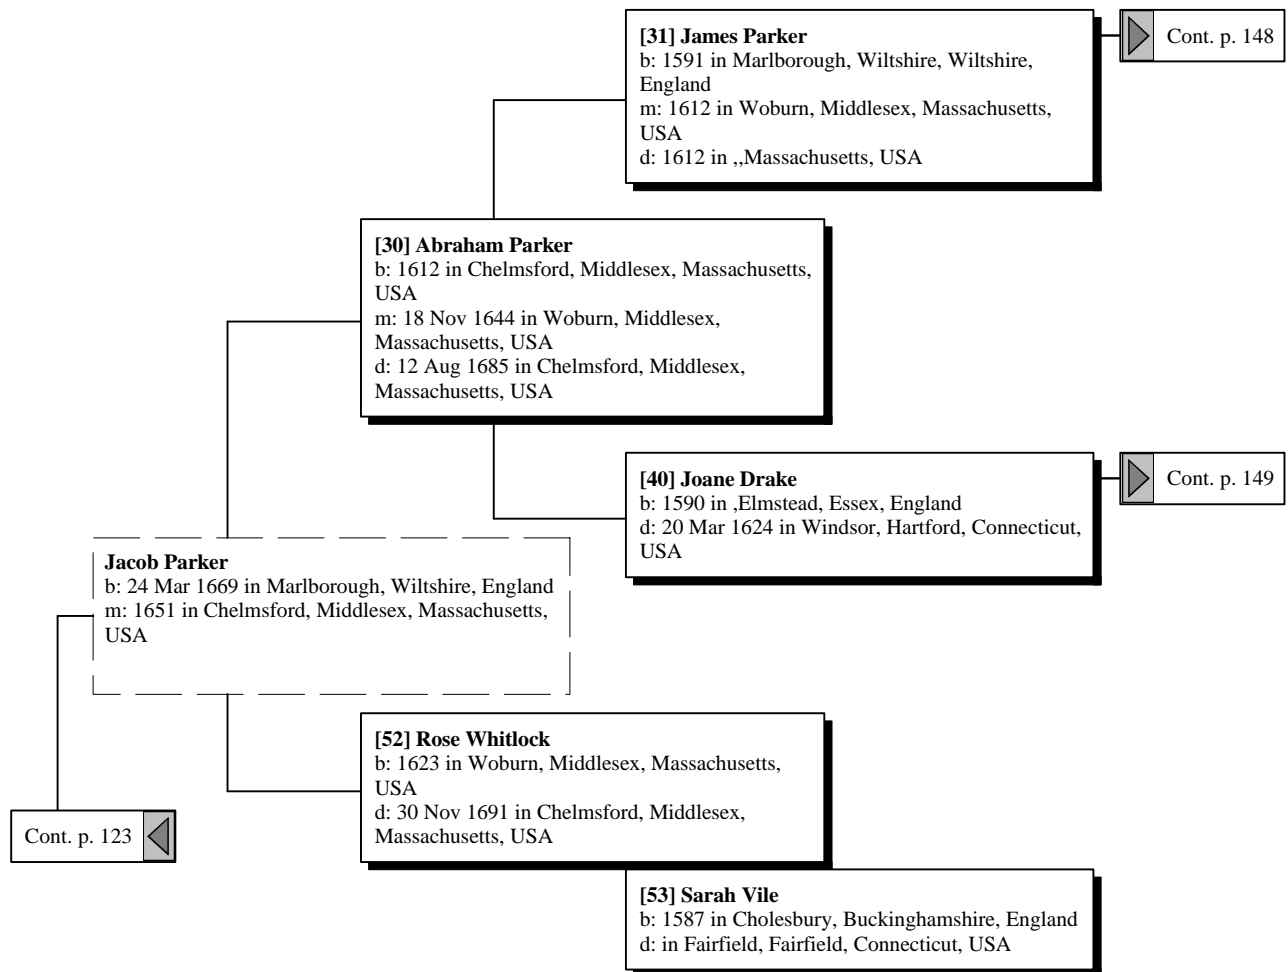 [31] James Parker
b: 1591 in Marlborough, Wiltshire, Wiltshire,
England
m: 1612 in Woburn, Middlesex, Massachusetts,
USA
d: 1612 in ,,Massachusetts, USA
Cont. p. 148
[30] Abraham Parker
b: 1612 in Chelmsford, Middlesex, Massachusetts,
USA
m: 18 Nov 1644 in Woburn, Middlesex,
Massachusetts, USA
d: 12 Aug 1685 in Chelmsford, Middlesex,
Massachusetts, USA
[40] Joane Drake
b: 1590 in ,Elmstead, Essex, England
d: 20 Mar 1624 in Windsor, Hartford, Connecticut,
USA
Cont. p. 149
Jacob Parker
b: 24 Mar 1669 in Marlborough, Wiltshire, England
m: 1651 in Chelmsford, Middlesex, Massachusetts,
USA
[52] Rose Whitlock
b: 1623 in Woburn, Middlesex, Massachusetts,
USA
d: 30 Nov 1691 in Chelmsford, Middlesex,
Massachusetts, USA
Cont. p. 123
[53] Sarah Vile
b: 1587 in Cholesbury, Buckinghamshire, England
d: in Fairfield, Fairfield, Connecticut, USA